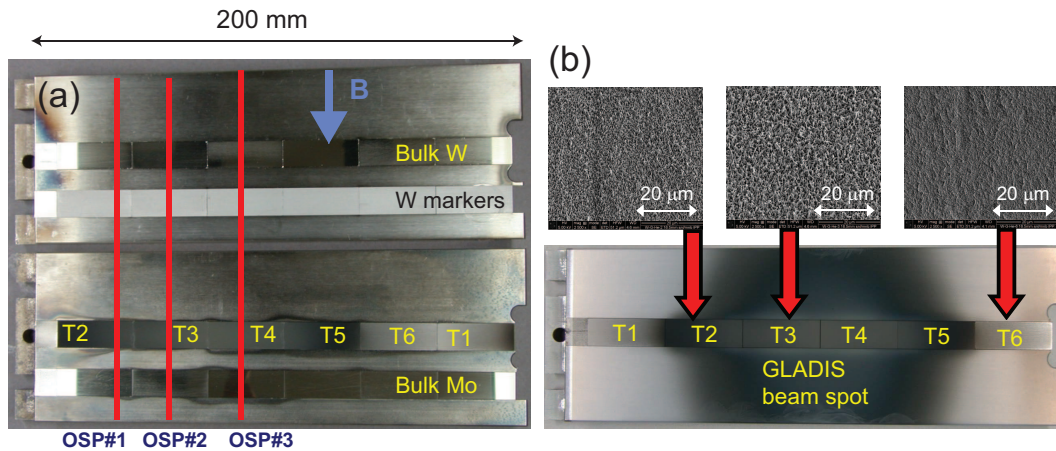 200 mm
(a)
B
Bulk W
W markers
T2 T3 T4 T5 T6 T1
Bulk Mo
OSP#1 OSP#2 OSP#3
(b)
20 μm 20 μm 20 μm
T1 T2 T3 T4 T5 T6
GLADIS
beam spot